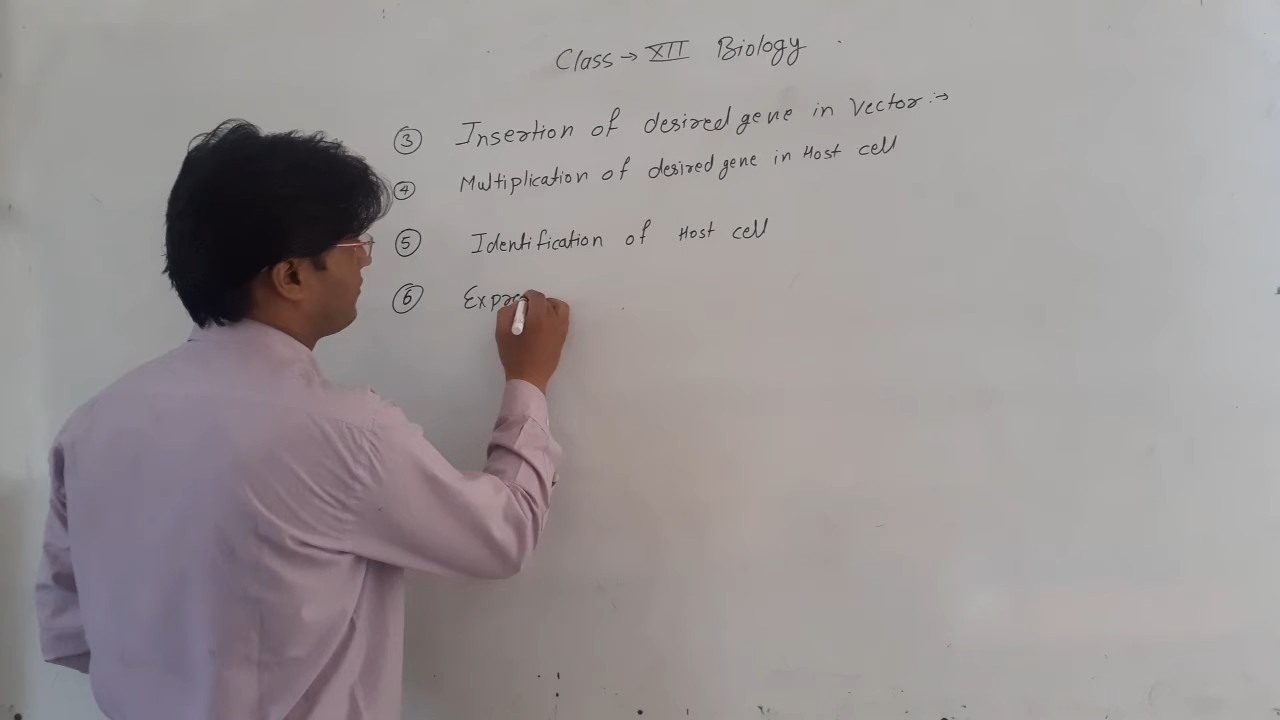 Class → XII Biology
③ Insertion of desired gene in Vector :→
④ Multiplication of desired gene in Host cell
⑤ Identification of Host cell
⑥ Expre